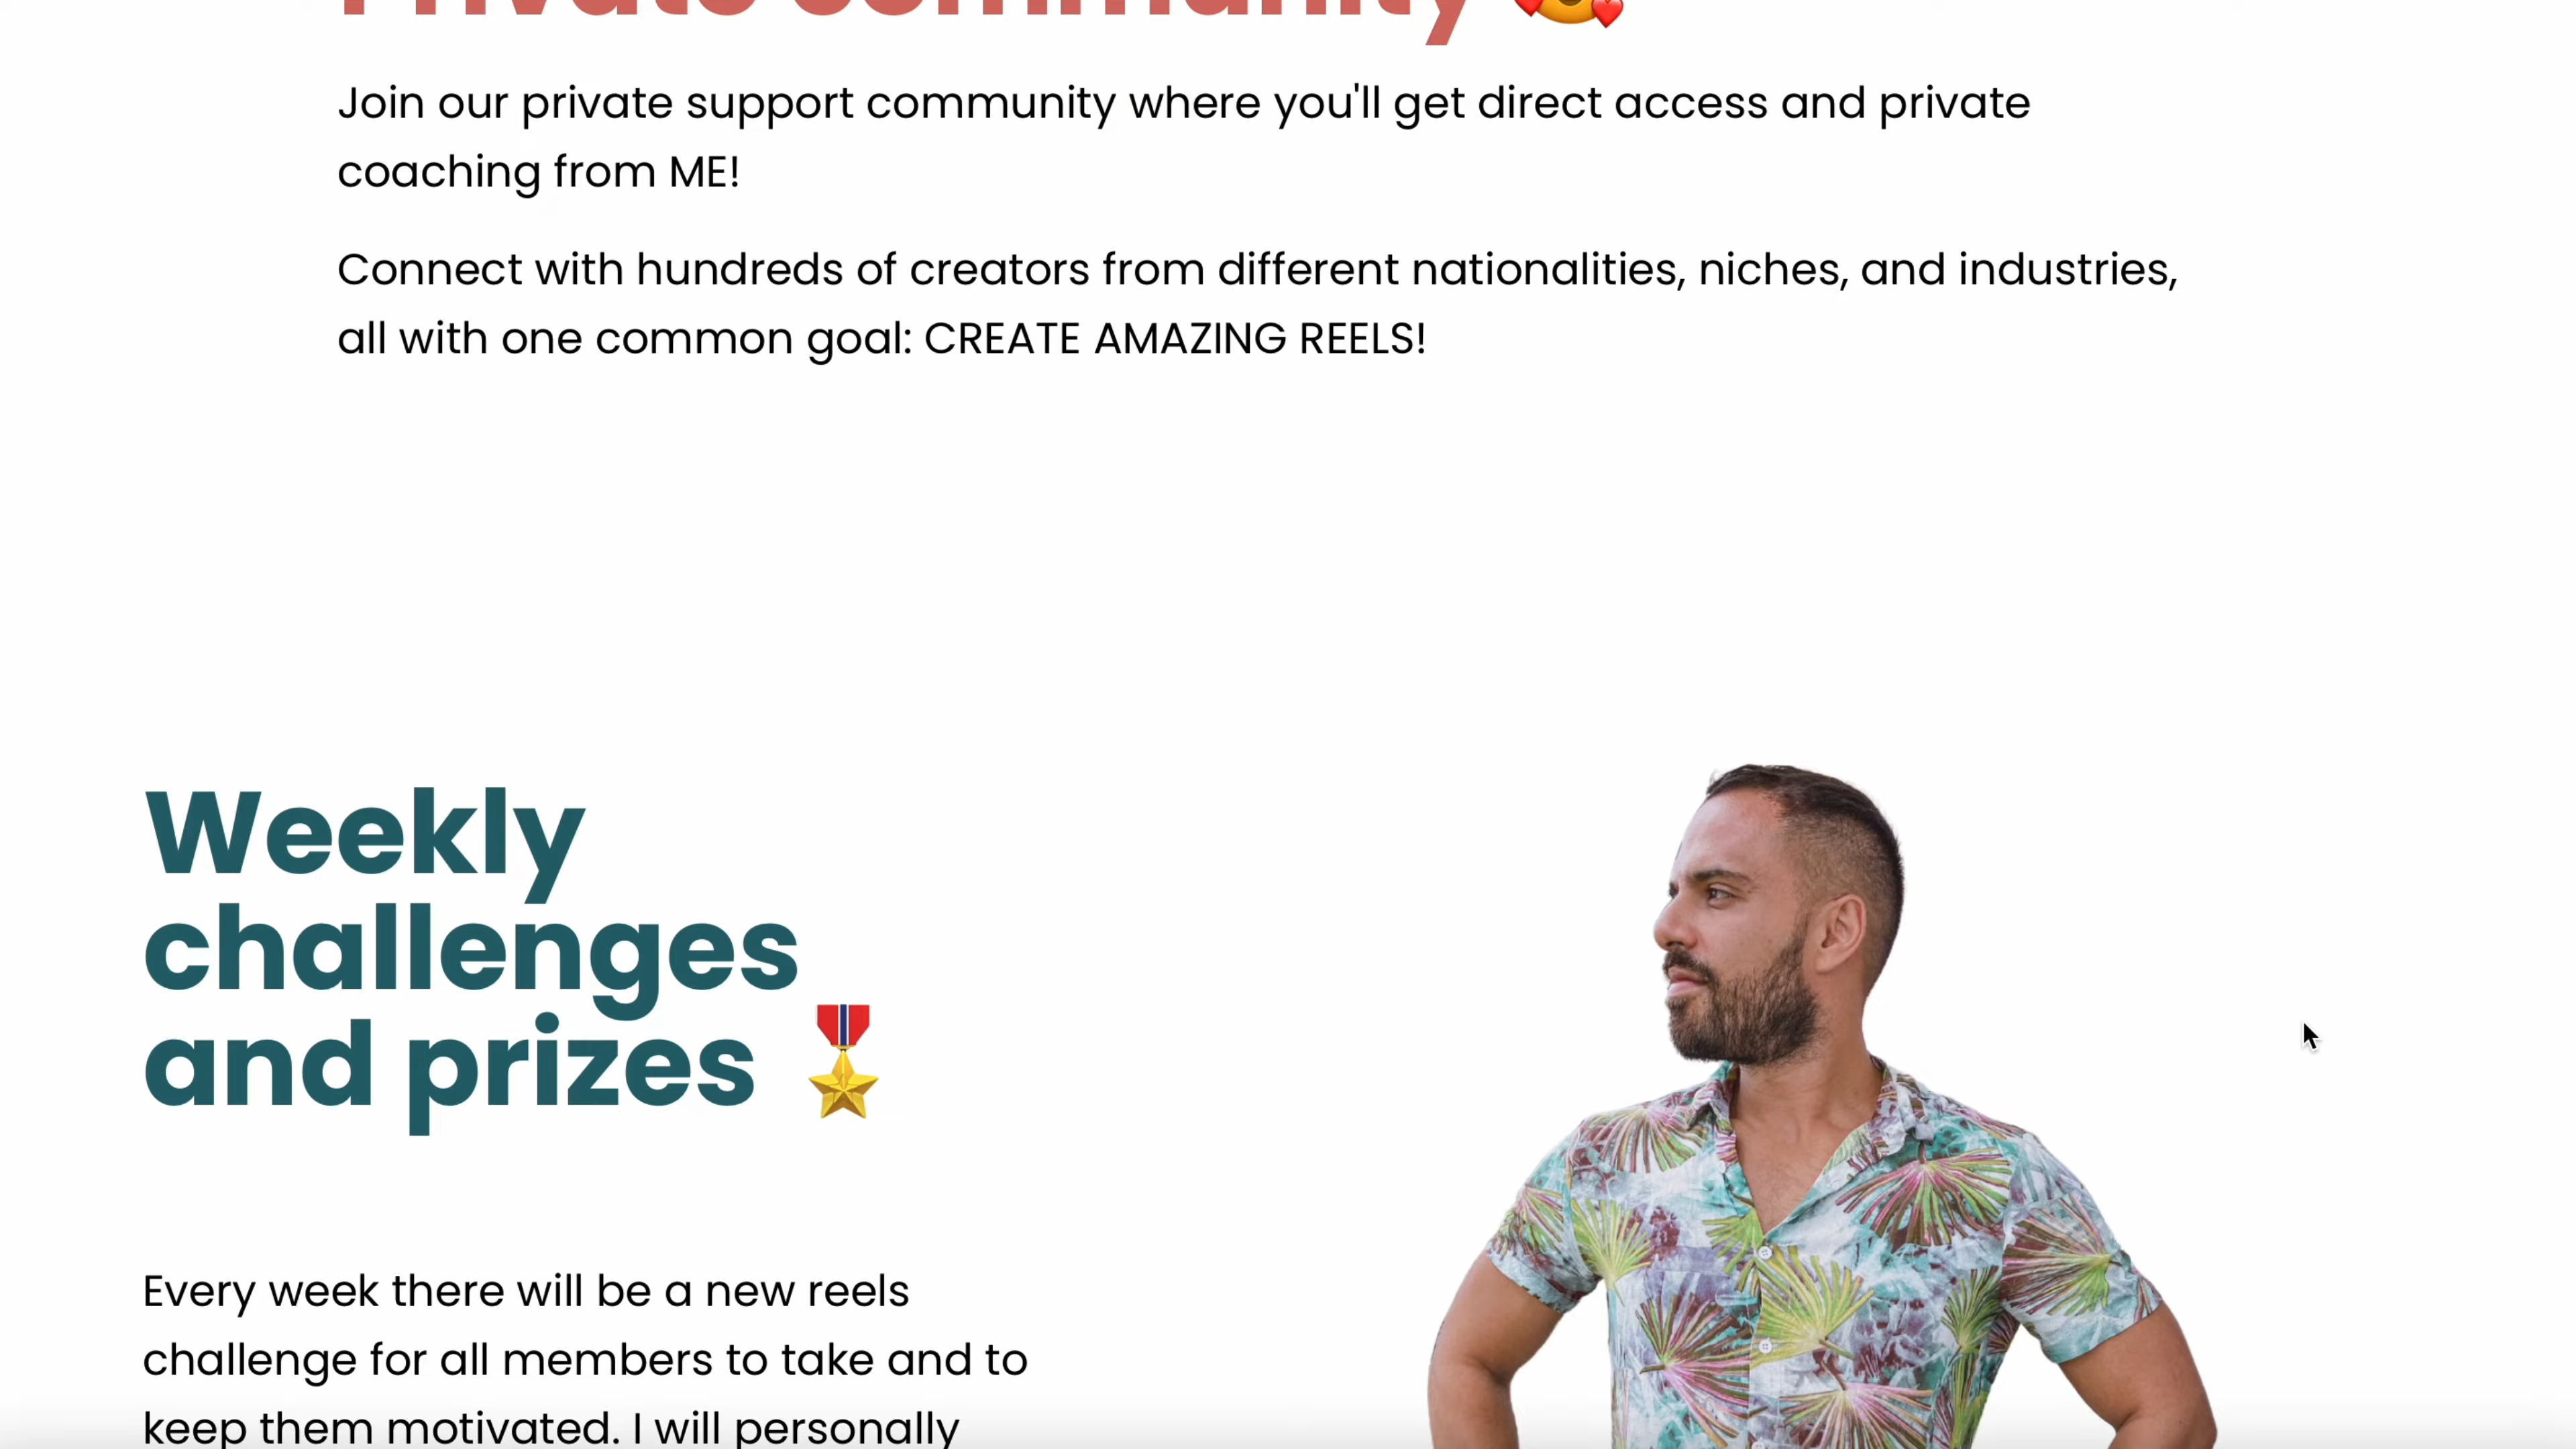 Private community 🥰
Join our private support community where you'll get direct access and private
coaching from ME!
Connect with hundreds of creators from different nationalities, niches, and industries,
all with one common goal: CREATE AMAZING REELS!
Weekly
challenges
and prizes 🎖️
Every week there will be a new reels
challenge for all members to take and to
keep them motivated. I will personally